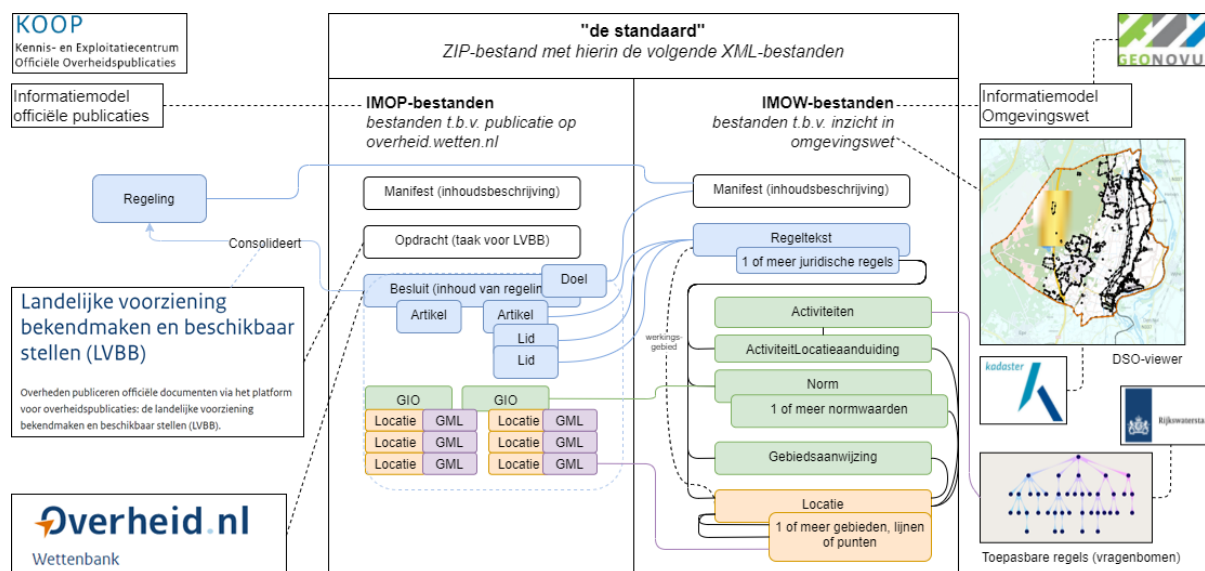 KOOP
Kennis- en Exploitatiecentrum
Officiële Overheidspublicaties
Informatiemodel
officiële publicaties
"de standaard"
ZIP-bestand met hierin de volgende XML-bestanden
GEONOVU
Informatiemodel
Omgevingswet
IMOP-bestanden
bestanden t.b.v. publicatie op
overheid.wetten.nl
IMOW-bestanden
bestanden t.b.v. inzicht in
omgevingswet
Regeling
Consolideert
Manifest (inhoudsbeschrijving)
Opdracht (taak voor LVBB)
Besluit (inhoud van regelin
Doel
Artikel
Artikel
Lid
Lid
GIO
GIO
Locatie GML Locatie GML
Locatie GML Locatie GML
Locatie GML Locatie GML
Manifest (inhoudsbeschrijving)
Regeltekst
1 of meer juridische regels
werkings-
gebied
Activiteiten
ActiviteitLocatieaanduiding
Norm
1 of meer normwaarden
Gebiedsaanwijzing
Locatie
1 of meer gebieden, lijnen
of punten
Landelijke voorziening
bekendmaken en beschikbaar
stellen (LVBB)
Overheden publiceren officiële documenten via het platform
voor overheidspublicaties: de landelijke voorziening
bekendmaken en beschikbaar stellen (LVBB).
Overheid.nl
Wettenbank
DSO-viewer
kadaster
Rijkswatersta
Toepasbare regels (vragenbomen)